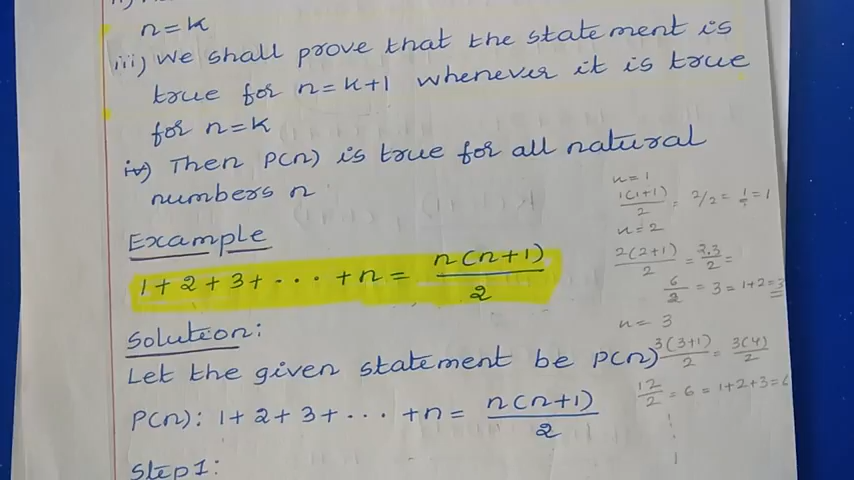 n=k
iii) We shall prove that the statement is
true for n=k+1 whenever it is true
for n=k
iv) Then P(n) is true for all natural
numbers n
Example
1+2+3+ . . . +n = n(n+1)/2
Solution:
Let the given statement be P(n)
P(n): 1+2+3+ . . . +n = n(n+1)/2
Step1:
n=1
1(1+1)/2 = 2/2 = 1/1 = 1
n=2
2(2+1)/2 = 2.3/2 =
6/2 = 3 = 1+2=3
n= 3
3(3+1)/2 = 3(4)/2
12/2 = 6 = 1+2+3=6